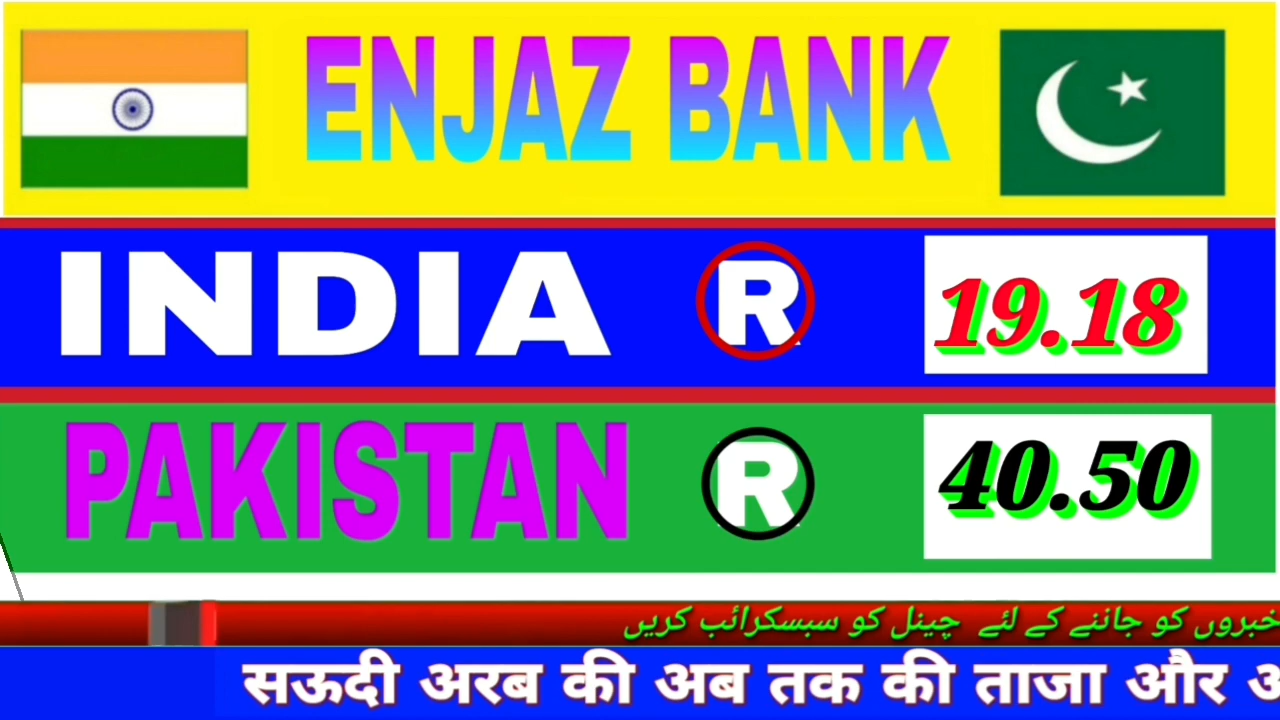 ENJAZ BANK
INDIA R 19.18
PAKISTAN R 40.50
خبروں کو جاننے کے لئے چینل کو سبسکرائب کریں
सऊदी अरब की अब तक की ताजा और